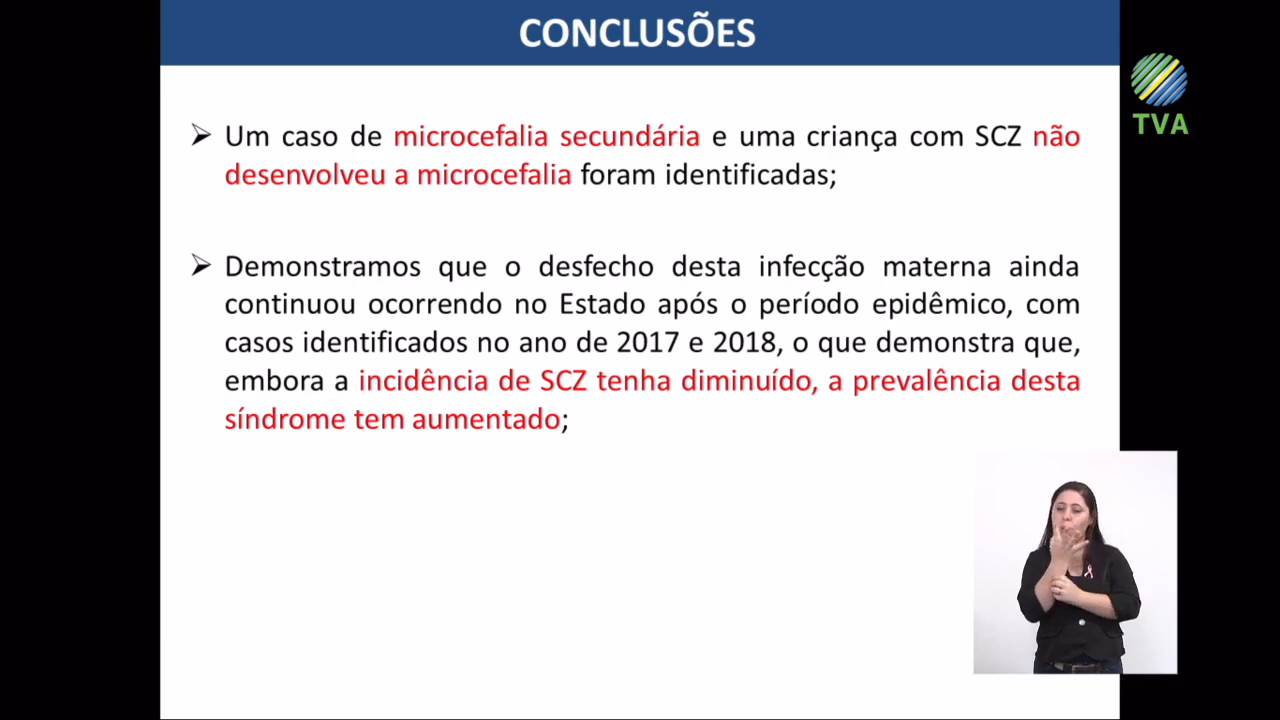 CONCLUSÕES
TVA
Um caso de microcefalia secundária e uma criança com SCZ não
desenvolveu a microcefalia foram identificadas;
Demonstramos que o desfecho desta infecção materna ainda
continuou ocorrendo no Estado após o período epidêmico, com
casos identificados no ano de 2017 e 2018, o que demonstra que,
embora a incidência de SCZ tenha diminuído, a prevalência desta
síndrome tem aumentado;